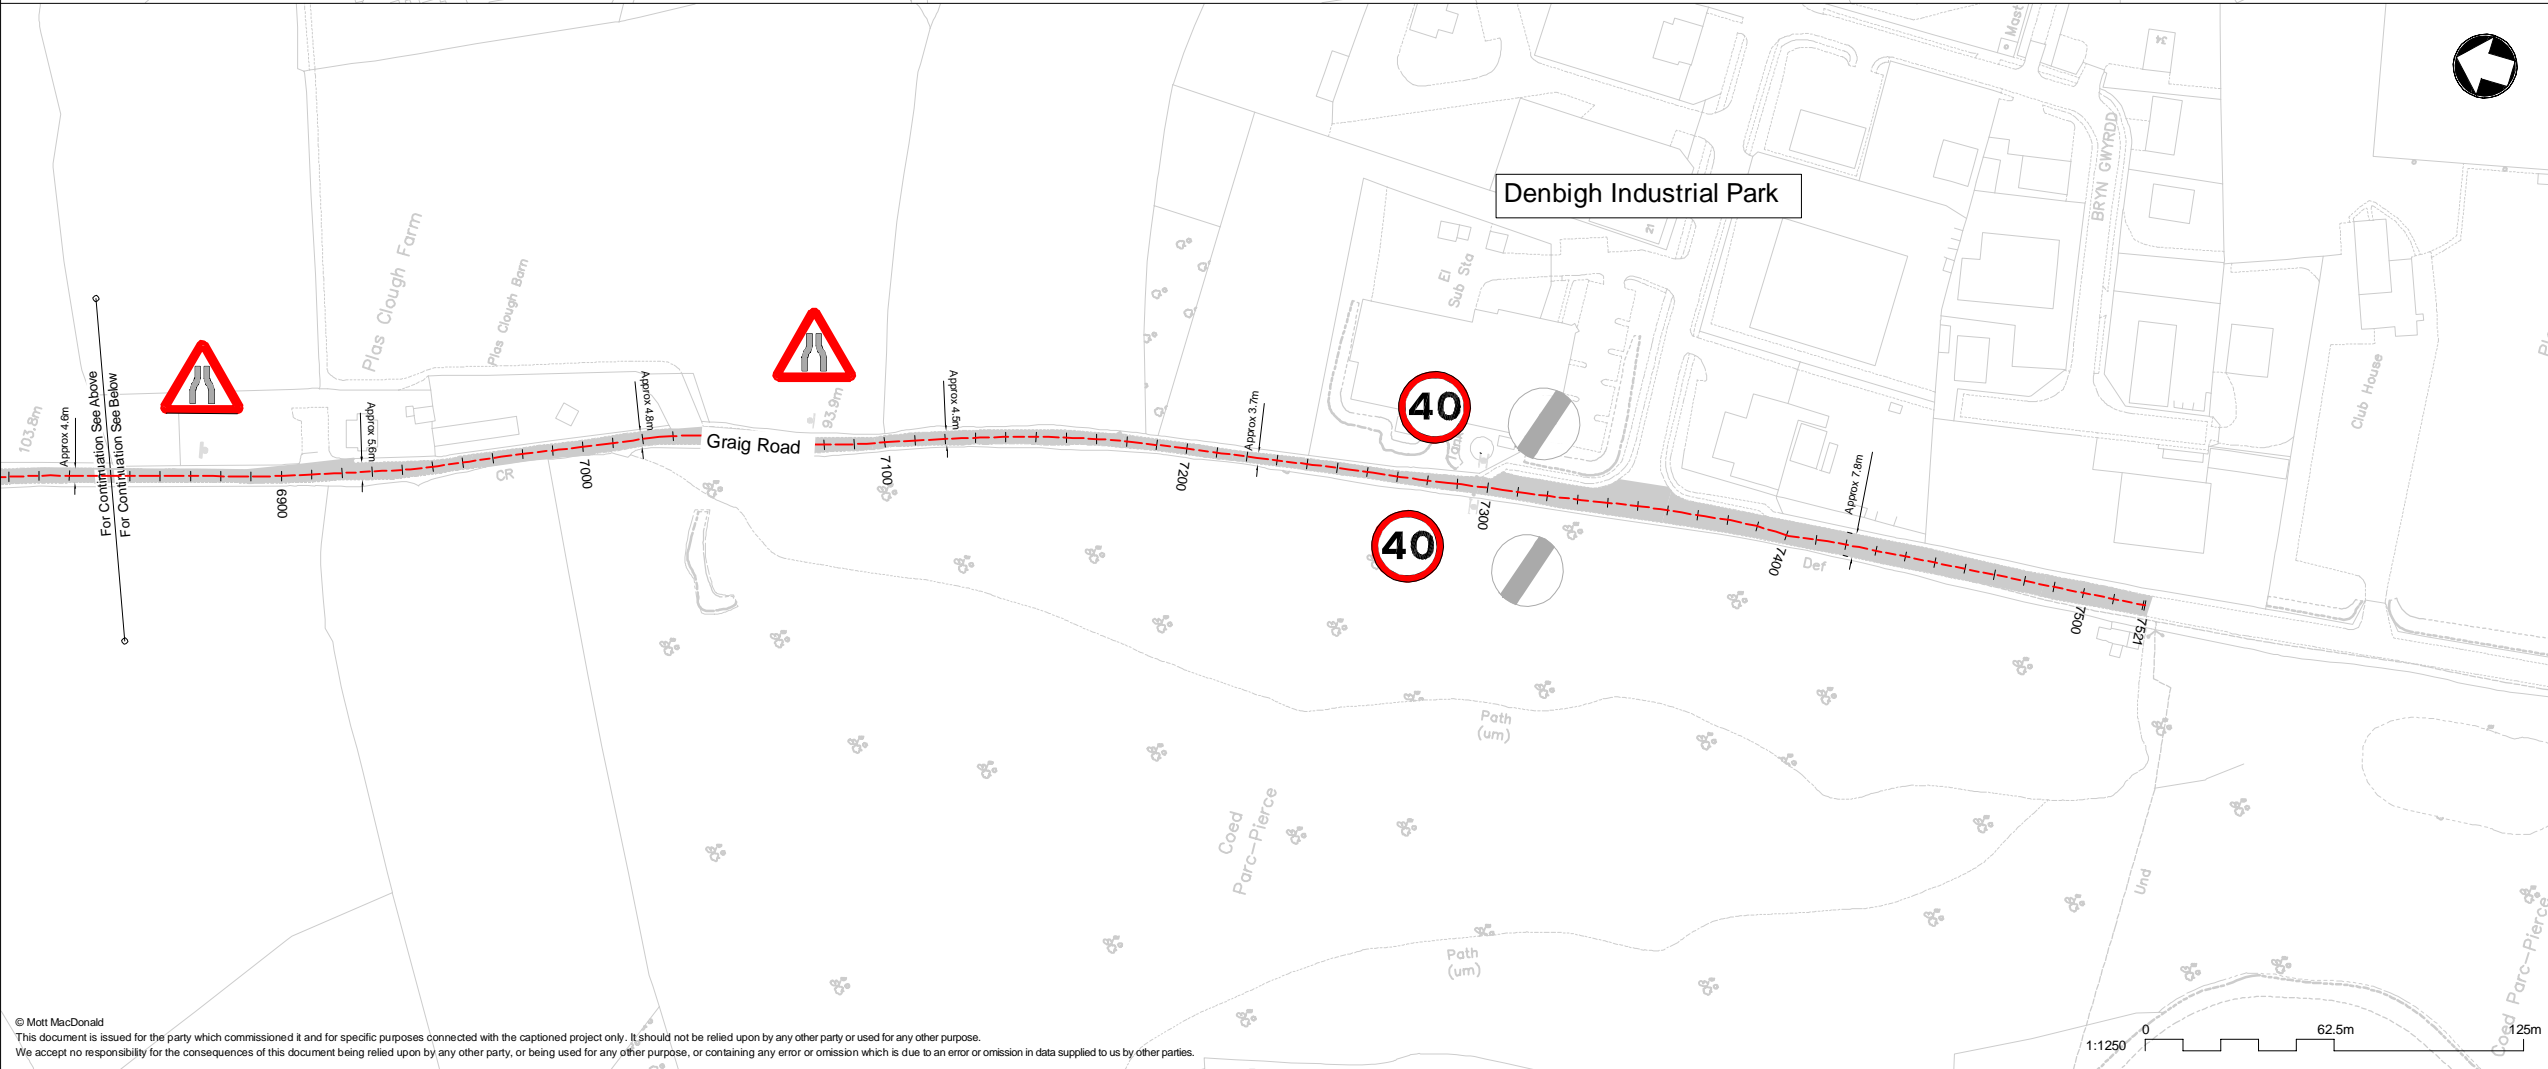 Mast
34
BRYN GWYRDD
Denbigh Industrial Park
21
El
Sub Sta
Plas Clough Farm
Plas Clough Barn
Club House
103.8m
Approx 4.6m
For Continuation See Above
For Continuation See Below
Approx 5.6m
Approx 4.8m
93.9m
Approx 4.5m
Approx 3.7m
40
40
Approx 7.8m
Graig Road
CR
6900
7000
7100
7200
7300
7400
7500
7521
Def
Path
(um)
Coed
Parc-Pierce
Und
Path
(um)
Coed Parc-Pierce
© Mott MacDonald
This document is issued for the party which commissioned it and for specific purposes connected with the captioned project only. It should not be relied upon by any other party or used for any other purpose.
We accept no responsibility for the consequences of this document being relied upon by any other party, or being used for any other purpose, or containing any error or omission which is due to an error or omission in data supplied to us by other parties.
0
62.5m
125m
1:1250